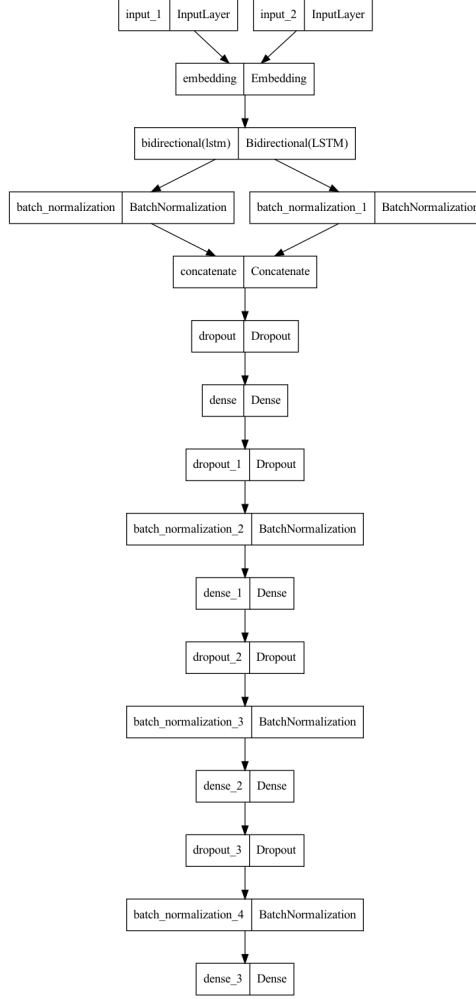 input_1 InputLayer input_2 InputLayer
embedding Embedding
bidirectional(lstm) Bidirectional(LSTM)
batch_normalization BatchNormalization batch_normalization_1 BatchNormalization
concatenate Concatenate
dropout Dropout
dense Dense
dropout_1 Dropout
batch_normalization_2 BatchNormalization
dense_1 Dense
dropout_2 Dropout
batch_normalization_3 BatchNormalization
dense_2 Dense
dropout_3 Dropout
batch_normalization_4 BatchNormalization
dense_3 Dense